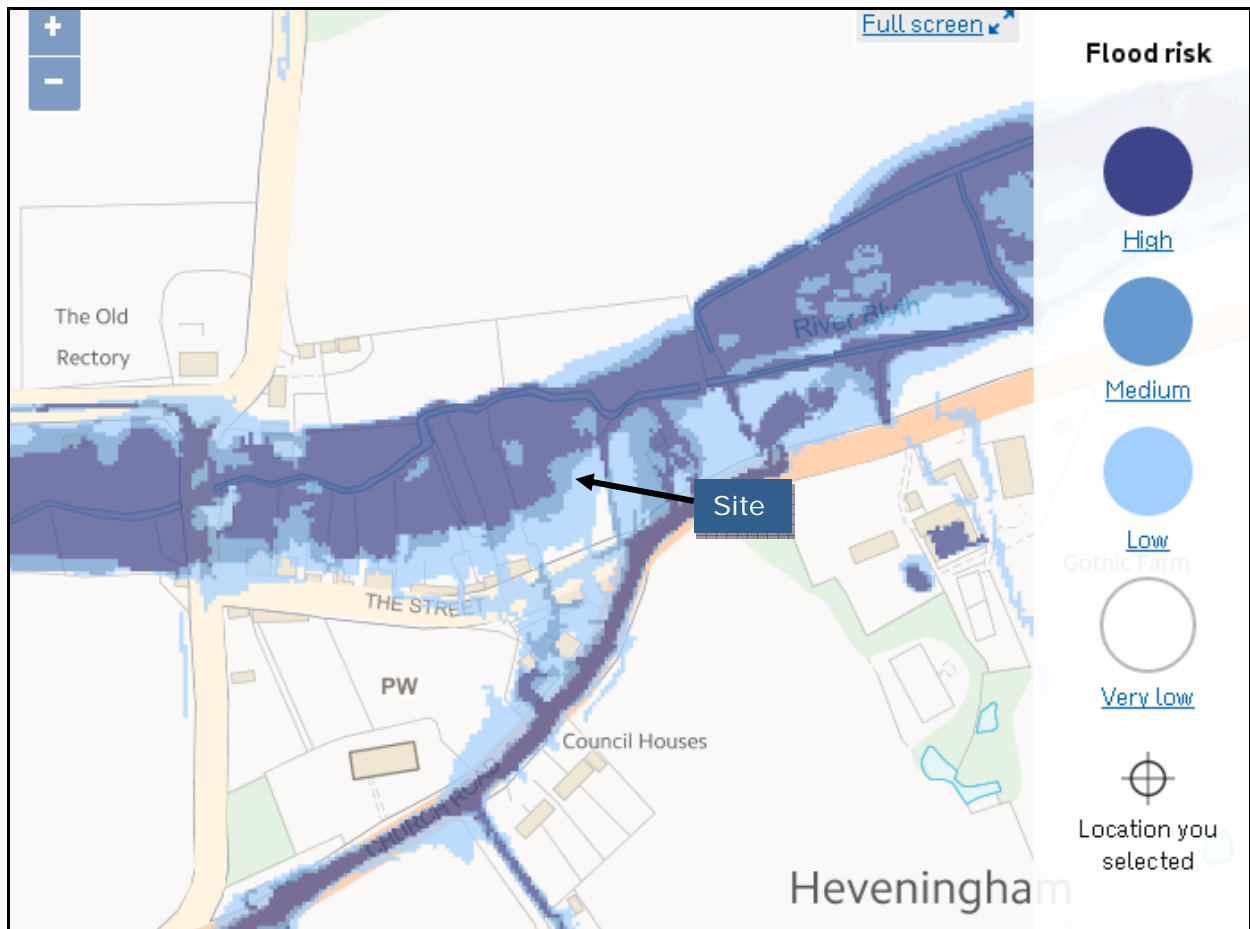 +
−
Full screen
Flood risk
High
Medium
Low
Very low
Location you
selected
The Old
Rectory
River Blyth
Site
Gothic Farm
THE STREET
PW
Council Houses
CHURCH ROAD
Heveningham